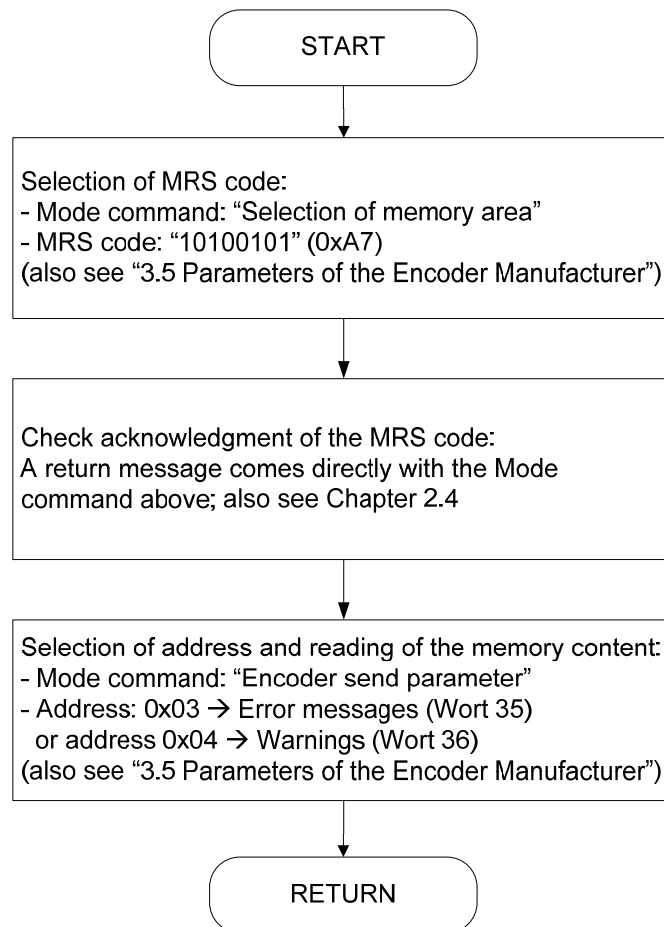 START
Selection of MRS code:
- Mode command: “Selection of memory area”
- MRS code: “10100101” (0xA7)
(also see “3.5 Parameters of the Encoder Manufacturer”)
Check acknowledgment of the MRS code:
A return message comes directly with the Mode
command above; also see Chapter 2.4
Selection of address and reading of the memory content:
- Mode command: “Encoder send parameter”
- Address: 0x03 → Error messages (Wort 35)
or address 0x04 → Warnings (Wort 36)
(also see “3.5 Parameters of the Encoder Manufacturer”)
RETURN